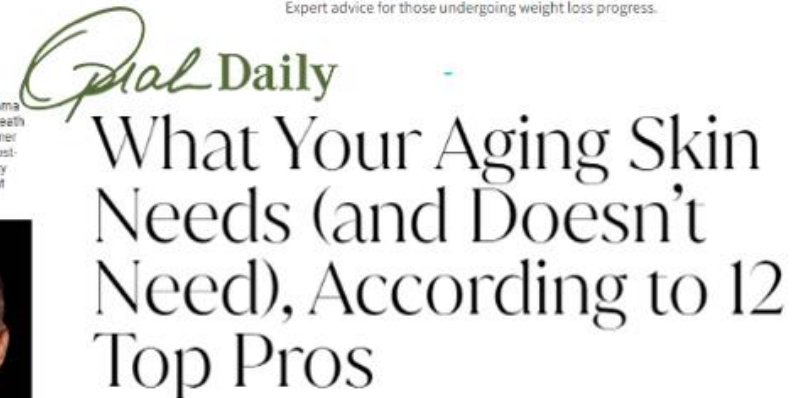 Expert advice for those undergoing weight loss progress.
Oprah Daily
What Your Aging Skin
Needs (and Doesn't
Need), According to 12
Top Pros